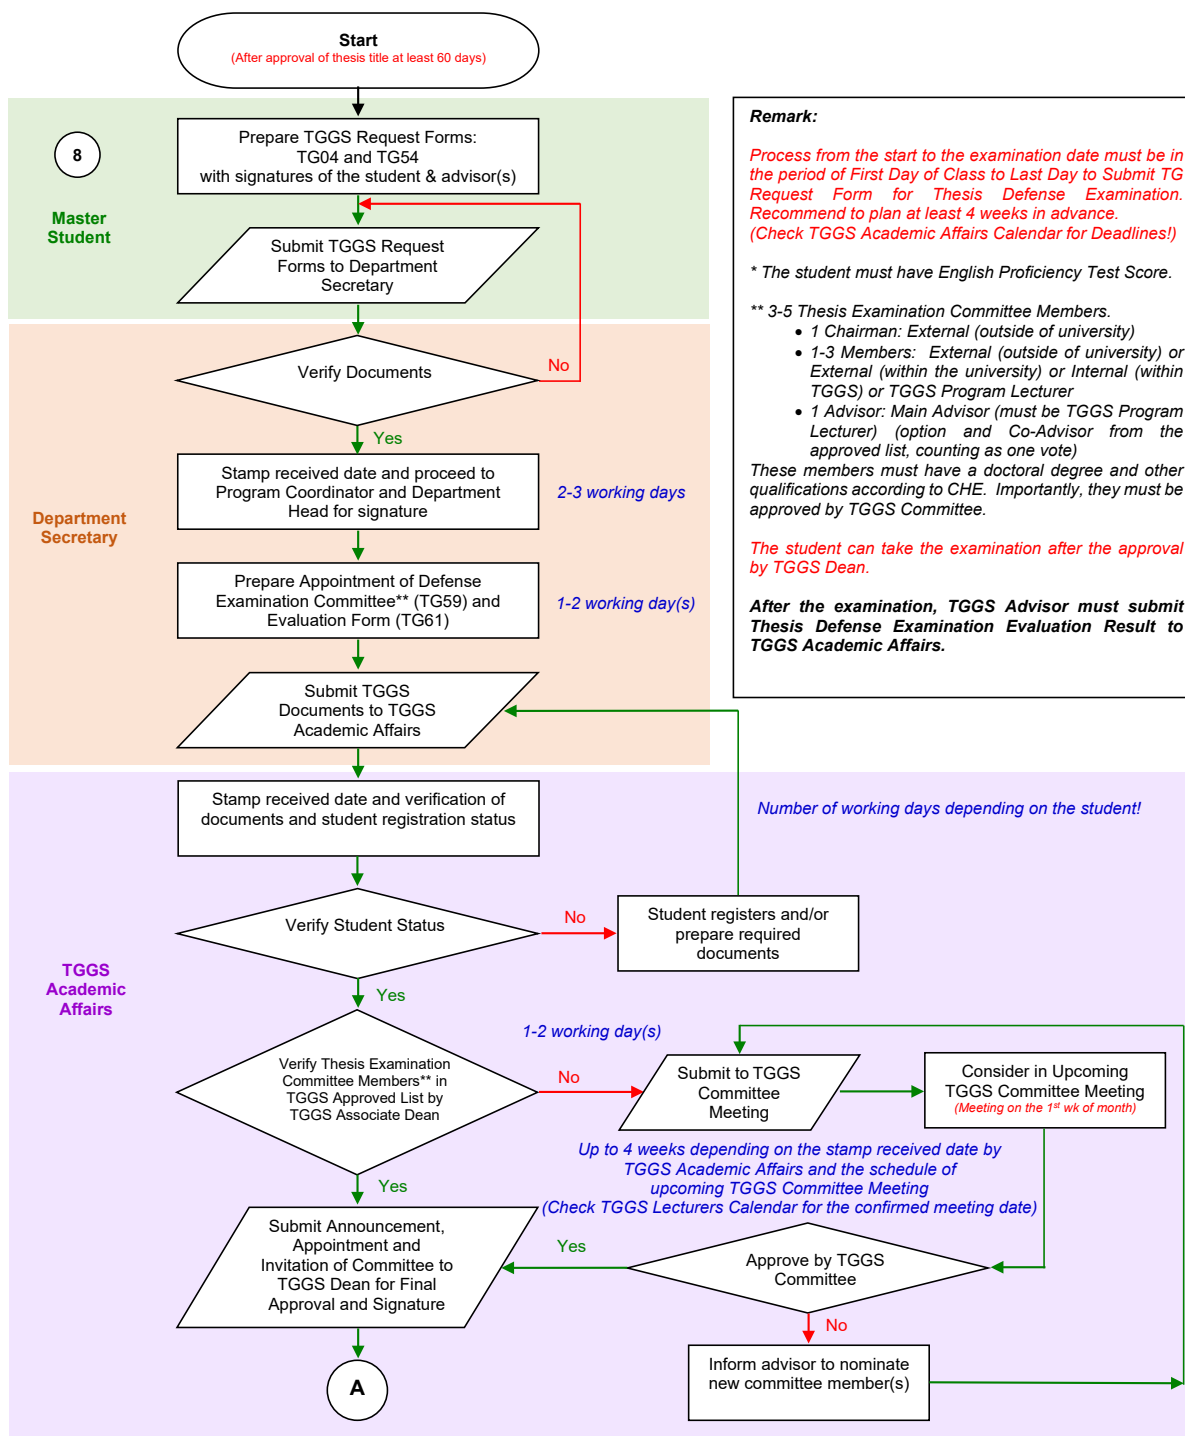 Start
(After approval of thesis title at least 60 days)
8
Master
Student
Prepare TGGS Request Forms:
TG04 and TG54
with signatures of the student & advisor(s)
Submit TGGS Request
Forms to Department
Secretary
Verify Documents
No
Yes
Department
Secretary
Stamp received date and proceed to
Program Coordinator and Department
Head for signature
2-3 working days
Prepare Appointment of Defense
Examination Committee** (TG59) and
Evaluation Form (TG61)
1-2 working day(s)
Submit TGGS
Documents to TGGS
Academic Affairs
Remark:
Process from the start to the examination date must be in
the period of First Day of Class to Last Day to Submit TG
Request Form for Thesis Defense Examination.
Recommend to plan at least 4 weeks in advance.
(Check TGGS Academic Affairs Calendar for Deadlines!)
* The student must have English Proficiency Test Score.
** 3-5 Thesis Examination Committee Members.
• 1 Chairman: External (outside of university)
• 1-3 Members: External (outside of university) or
External (within the university) or Internal (within
TGGS) or TGGS Program Lecturer
• 1 Advisor: Main Advisor (must be TGGS Program
Lecturer) (option and Co-Advisor from the
approved list, counting as one vote)
These members must have a doctoral degree and other
qualifications according to CHE. Importantly, they must be
approved by TGGS Committee.
The student can take the examination after the approval
by TGGS Dean.
After the examination, TGGS Advisor must submit
Thesis Defense Examination Evaluation Result to
TGGS Academic Affairs.
TGGS
Academic
Affairs
Stamp received date and verification of
documents and student registration status
Number of working days depending on the student!
Verify Student Status
No
Student registers and/or
prepare required
documents
Yes
1-2 working day(s)
Verify Thesis Examination
Committee Members** in
TGGS Approved List by
TGGS Associate Dean
No
Submit to TGGS
Committee
Meeting
Consider in Upcoming
TGGS Committee Meeting
(Meeting on the 1st wk of month)
Up to 4 weeks depending on the stamp received date by
TGGS Academic Affairs and the schedule of
upcoming TGGS Committee Meeting
(Check TGGS Lecturers Calendar for the confirmed meeting date)
Yes
Submit Announcement,
Appointment and
Invitation of Committee to
TGGS Dean for Final
Approval and Signature
Yes
Approve by TGGS
Committee
No
Inform advisor to nominate
new committee member(s)
A